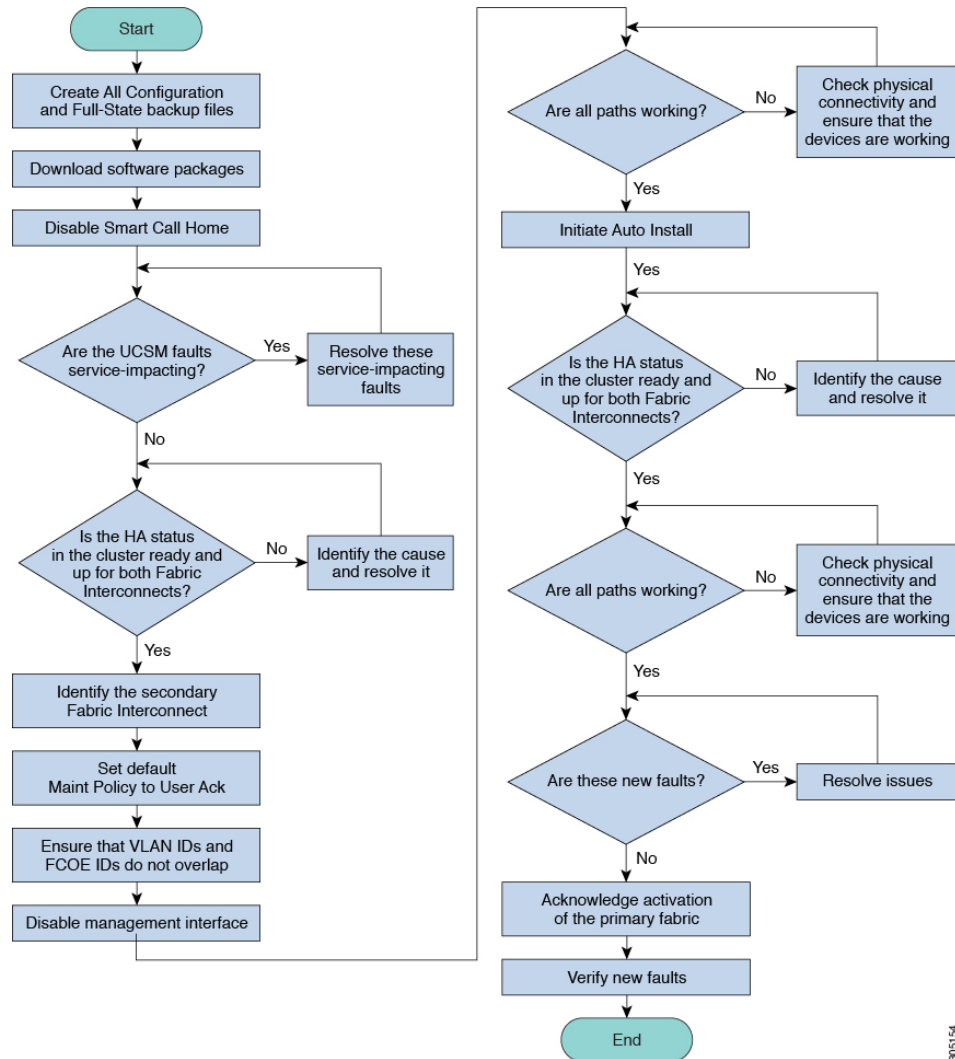 Start
Create All Configuration
and Full-State backup files
Download software packages
Disable Smart Call Home
Are the UCSM faults
service-impacting?
Yes
Resolve these
service-impacting
faults
No
Is the HA status
in the cluster ready and
up for both Fabric
Interconnects?
No
Identify the cause
and resolve it
Yes
Identify the secondary
Fabric Interconnect
Set default
Maint Policy to User Ack
Ensure that VLAN IDs and
FCOE IDs do not overlap
Disable management interface
Are all paths working?
No
Check physical
connectivity and
ensure that the
devices are working
Yes
Initiate Auto Install
Yes
Is the HA status
in the cluster ready and
up for both Fabric
Interconnects?
No
Identify the cause
and resolve it
Yes
Are all paths working?
No
Check physical
connectivity and
ensure that the
devices are working
Yes
Are these new faults?
Yes
Resolve issues
No
Acknowledge activation
of the primary fabric
Verify new faults
End